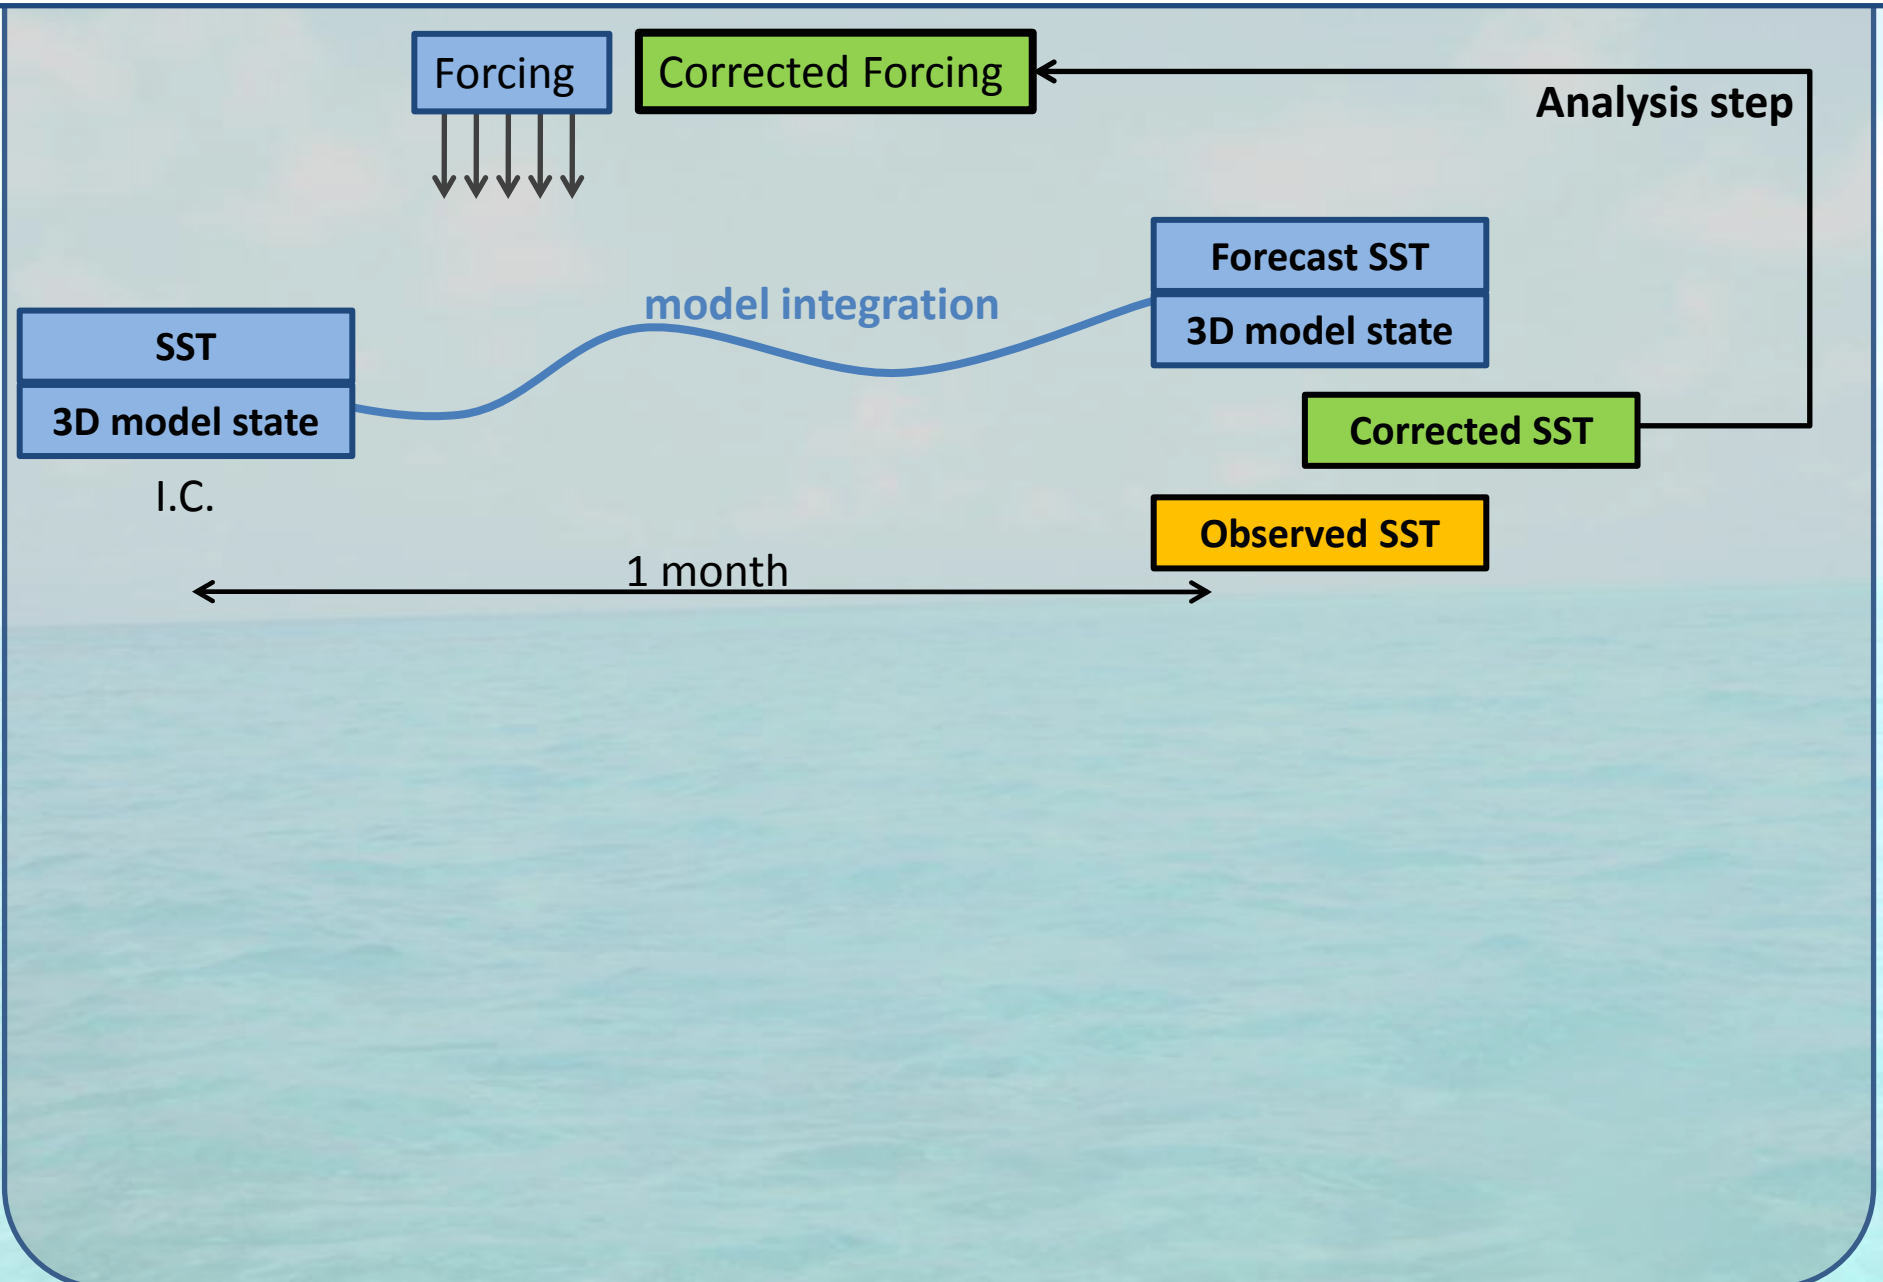 Forcing
Corrected Forcing
Analysis step
Forecast SST
model integration
3D model state
SST
3D model state
Corrected SST
I.C.
Observed SST
1 month